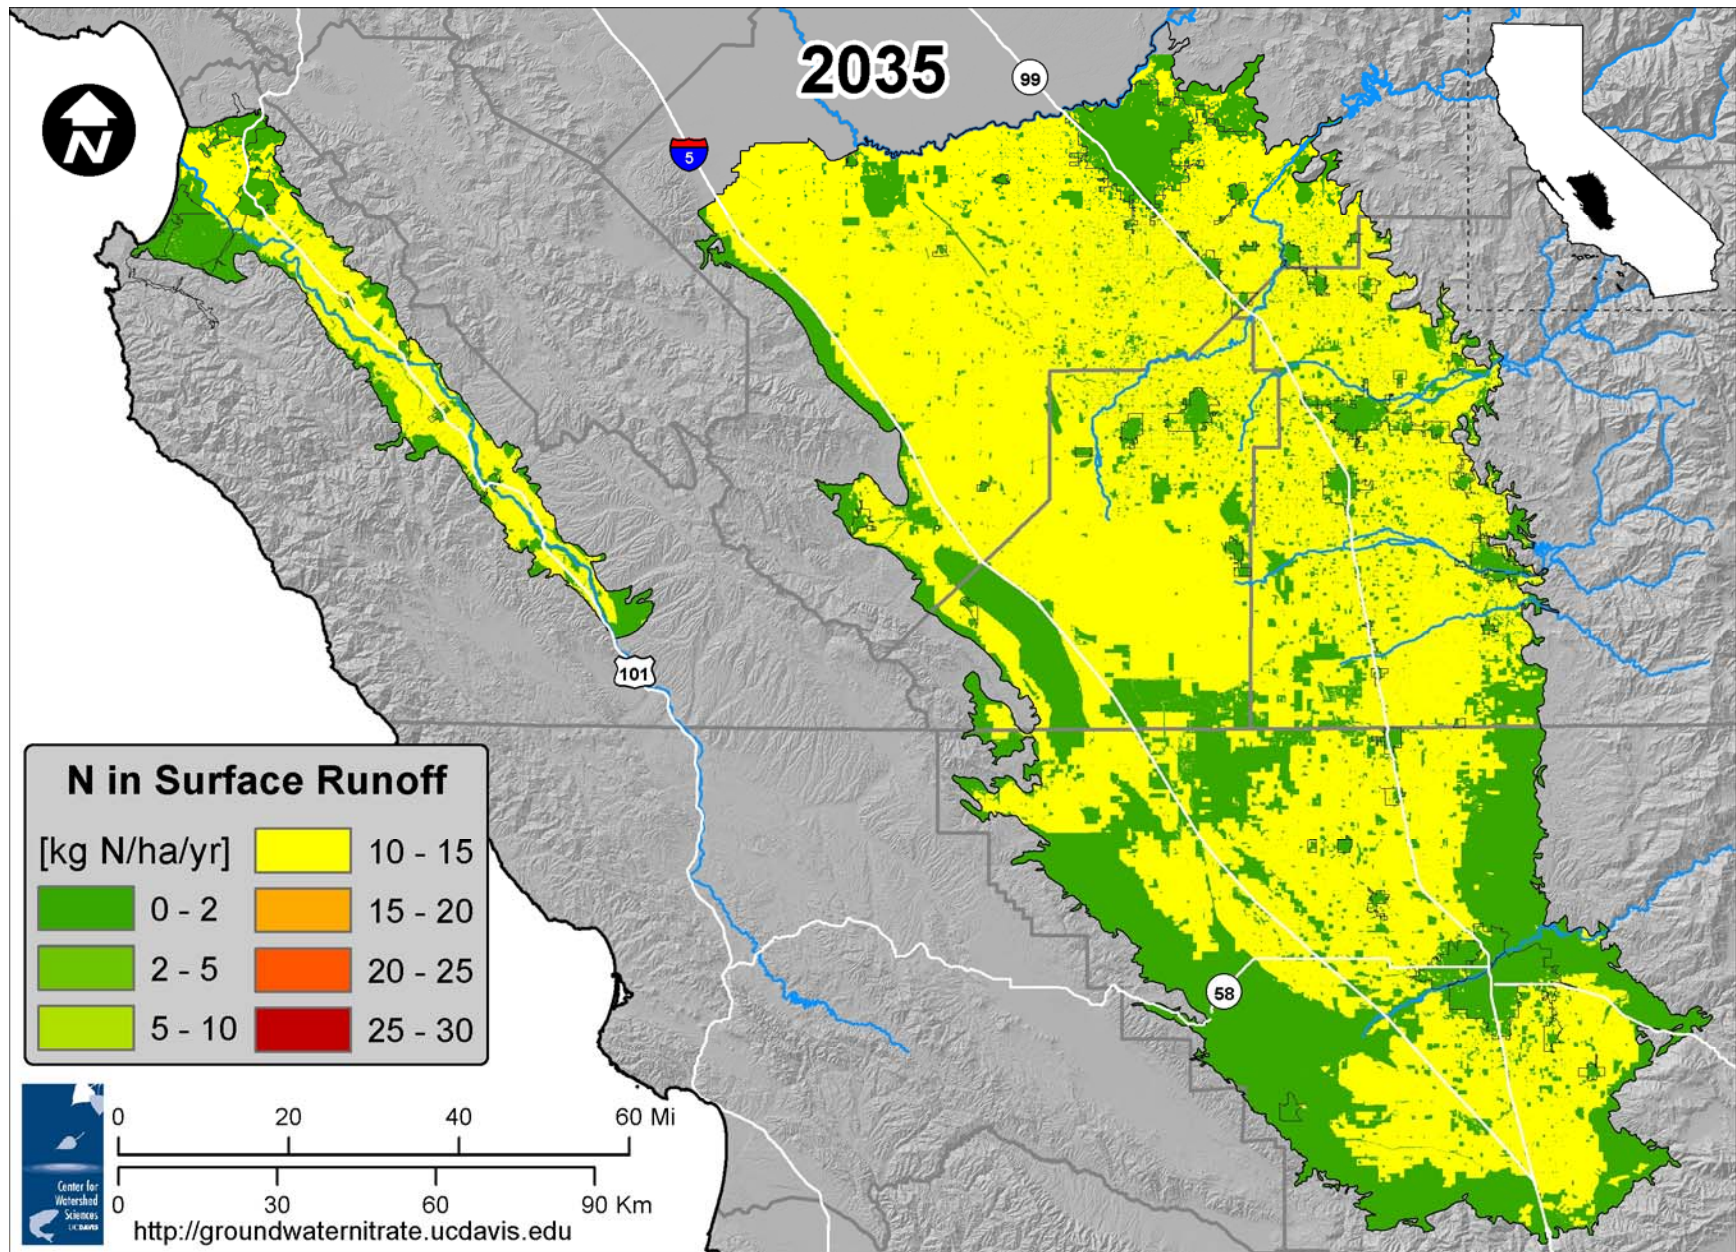 2035
99
N
5
101
58
N in Surface Runoff
[kg N/ha/yr]
0 - 2
2 - 5
5 - 10
10 - 15
15 - 20
20 - 25
25 - 30
0 20 40 60 Mi
0 30 60 90 Km
Center for
Watershed
Sciences
UC DAVIS
http://groundwaternitrate.ucdavis.edu